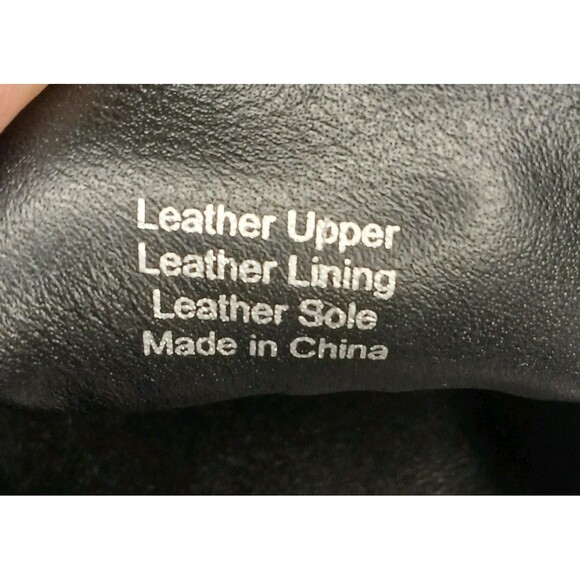 Leather Upper
Leather Lining
Leather Sole
Made in China